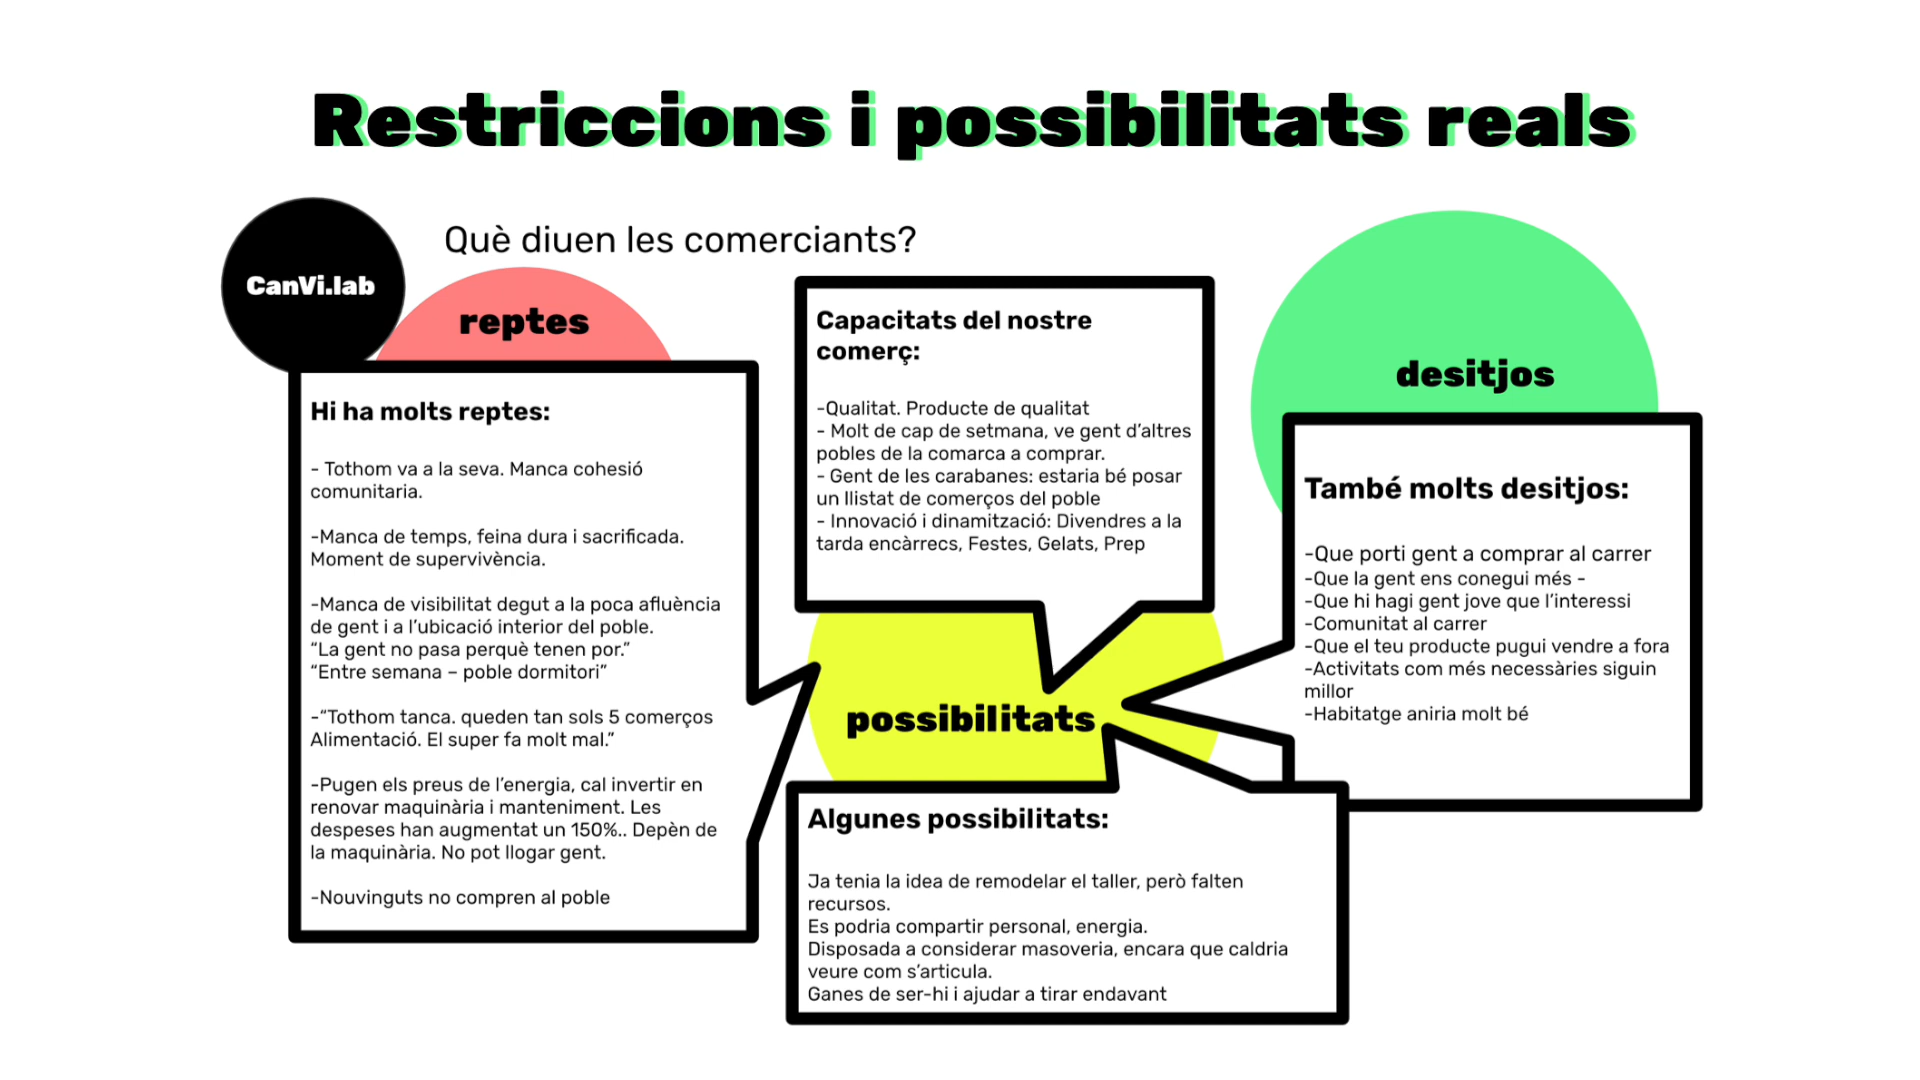 Restriccions i possibilitats reals
CanVi.lab
Què diuen les comerciants?
reptes
Hi ha molts reptes:
- Tothom va a la seva. Manca cohesió
comunitaria.
-Manca de temps, feina dura i sacrificada.
Moment de supervivència.
-Manca de visibilitat degut a la poca afluència
de gent i a l’ubicació interior del poble.
“La gent no pasa perquè tenen por.”
“Entre semana – poble dormitori”
-“Tothom tanca. queden tan sols 5 comerços
Alimentació. El super fa molt mal.”
-Pugen els preus de l’energia, cal invertir en
renovar maquinària i manteniment. Les
despeses han augmentat un 150%.. Depèn de
la maquinària. No pot llogar gent.
-Nouvinguts no compren al poble
Capacitats del nostre
comerç:
-Qualitat. Producte de qualitat
- Molt de cap de setmana, ve gent d’altres
pobles de la comarca a comprar.
- Gent de les carabanes: estaria bé posar
un llistat de comerços del poble
- Innovació i dinamització: Divendres a la
tarda encàrrecs, Festes, Gelats, Prep
desitjos
També molts desitjos:
-Que porti gent a comprar al carrer
-Que la gent ens conegui més -
-Que hi hagi gent jove que l’interessi
-Comunitat al carrer
-Que el teu producte pugui vendre a fora
-Activitats com més necessàries siguin
millor
-Habitatge aniria molt bé
possibilitats
Algunes possibilitats:
Ja tenia la idea de remodelar el taller, però falten
recursos.
Es podria compartir personal, energia.
Disposada a considerar masoveria, encara que caldria
veure com s’articula.
Ganes de ser-hi i ajudar a tirar endavant